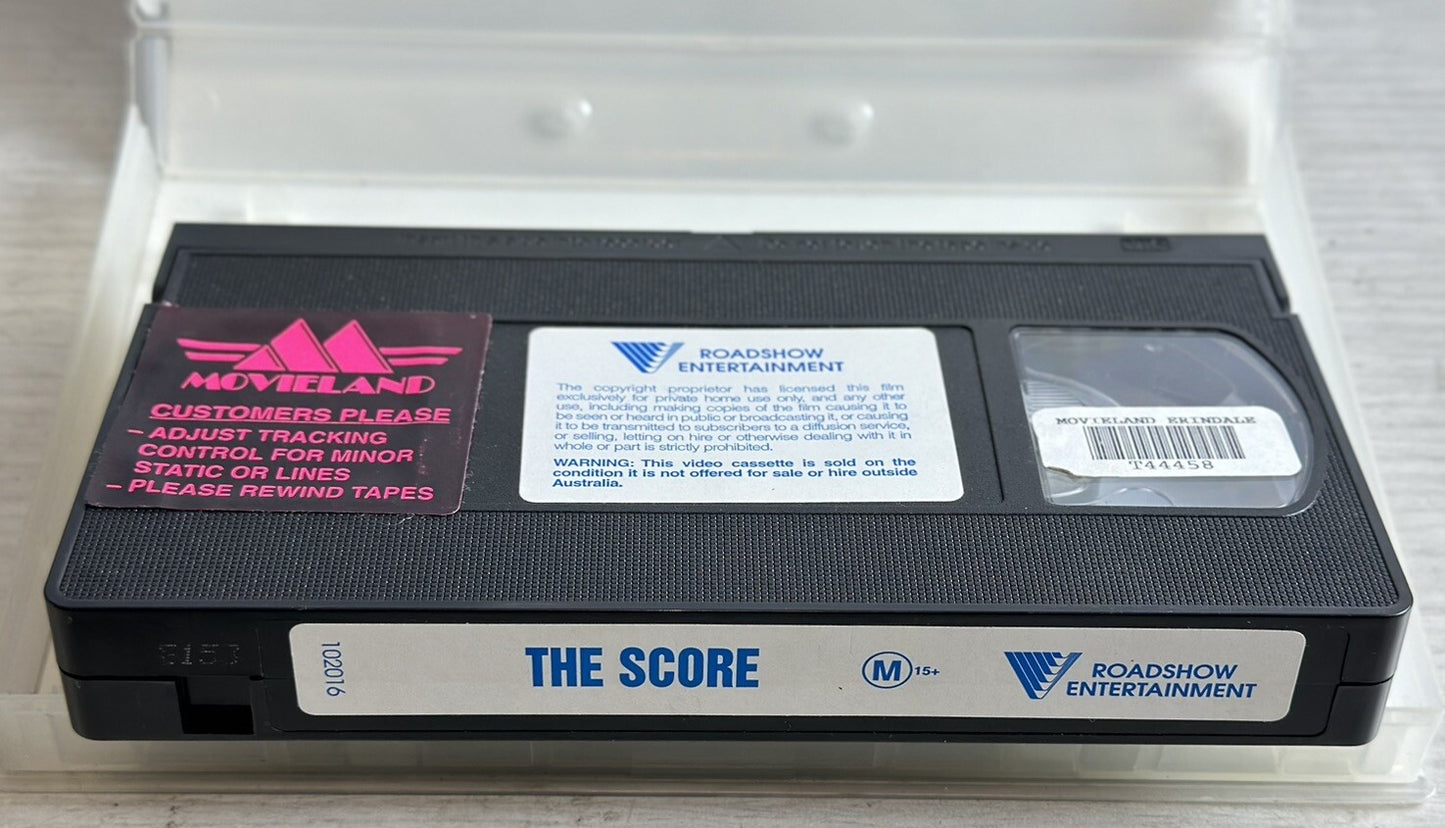 MOVIELAND
CUSTOMERS PLEASE
– ADJUST TRACKING
CONTROL FOR MINOR
STATIC OR LINES
– PLEASE REWIND TAPES
ROADSHOW
ENTERTAINMENT
The copyright proprietor has licensed this film
exclusively for private home use only, and any other
use, including making copies of the film causing it to
be seen or heard in public or broadcasting it, or causing
it to be transmitted to subscribers to a diffusion service,
or selling, letting on hire or otherwise dealing with it in
whole or part is strictly prohibited.
WARNING: This video cassette is sold on the
condition it is not offered for sale or hire outside
Australia.
MOVIELAND ERINDALE
T44458
102016
THE SCORE
M 15+
ROADSHOW
ENTERTAINMENT